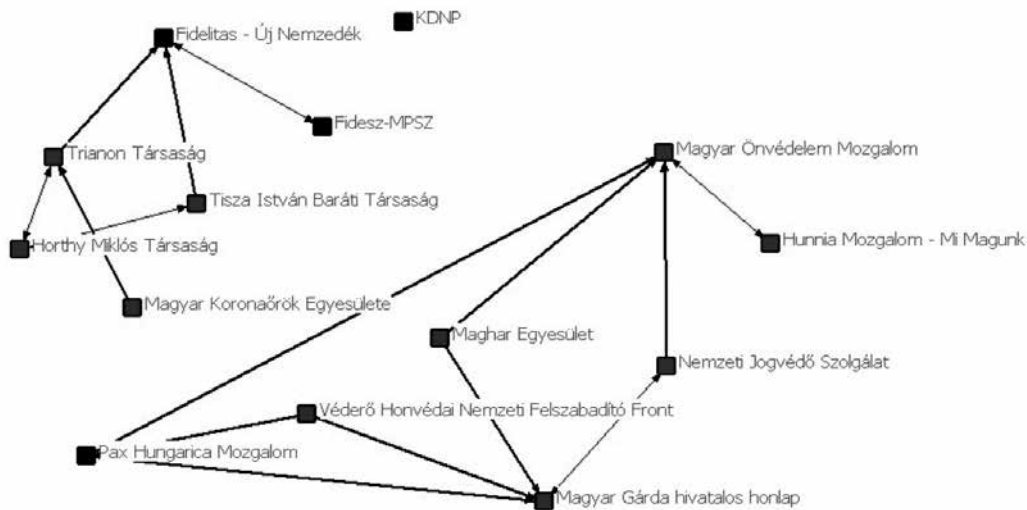 KDNP
Fidelitas - Új Nemzedék
Fidesz-MPSZ
Trianon Társaság
Magyar Önvédelem Mozgalom
Tisza István Baráti Társaság
Horthy Miklós Társaság
Hunnia Mozgalom - Mi Magunk
Magyar Koronaőrök Egyesülete
Maghar Egyesület
Nemzeti Jogvédő Szolgálat
Véderő Honvédai Nemzeti Felszabadító Front
Pax Hungarica Mozgalom
Magyar Gárda hivatalos honlap